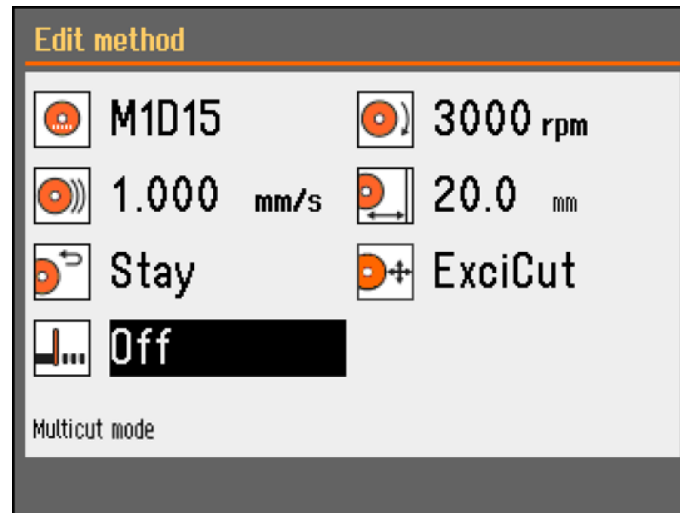 Edit method
M1D15 3000 rpm
1.000 mm/s 20.0 mm
Stay ExciCut
Off
Multicut mode